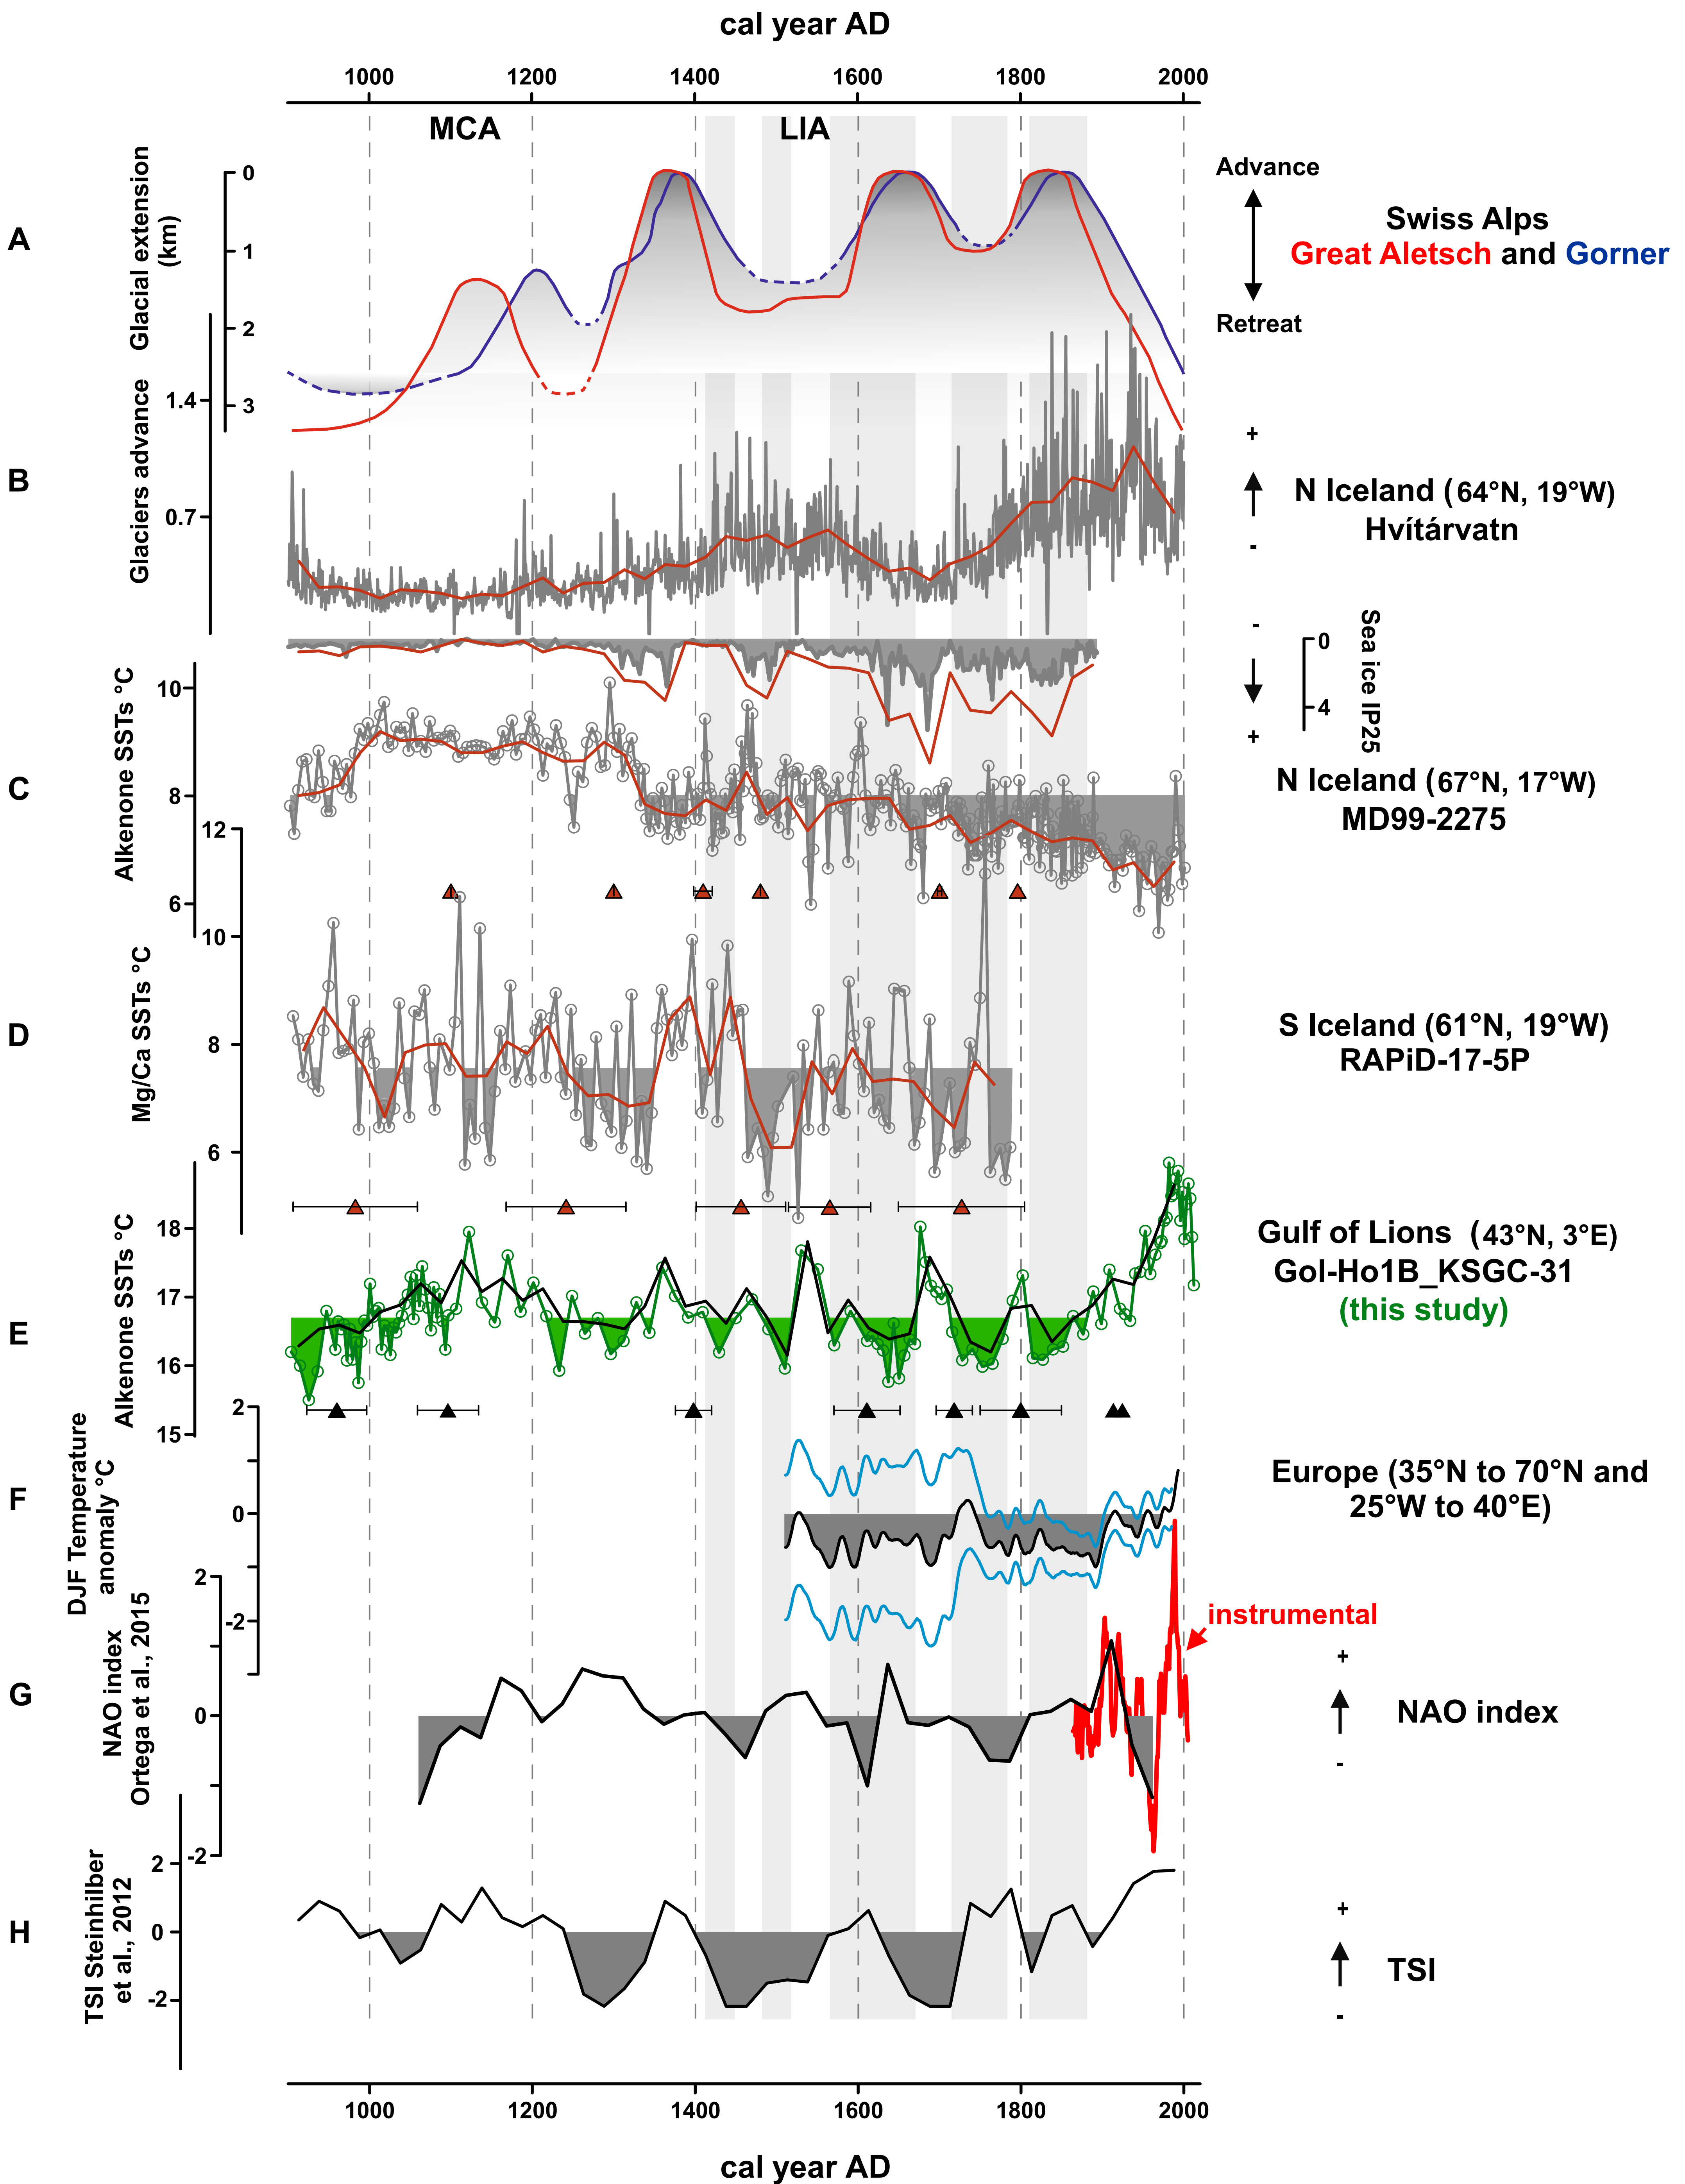 cal year AD
1000 1200 1400 1600 1800 2000
MCA LIA
A
Glacial extension
(km)
0
1
2
3
Advance
Retreat
Swiss Alps
Great Aletsch and Gorner
B
Glaciers advance
1.4
0.7
+
-
N Iceland (64°N, 19°W)
Hvítárvatn
-
+
0
4
Sea ice IP25
C
Alkenone SSTs °C
10
8
6
N Iceland (67°N, 17°W)
MD99-2275
D
Mg/Ca SSTs °C
12
10
8
6
S Iceland (61°N, 19°W)
RAPiD-17-5P
E
Alkenone SSTs °C
18
17
16
15
Gulf of Lions (43°N, 3°E)
Gol-Ho1B_KSGC-31
(this study)
F
DJF Temperature
anomaly °C
2
0
-2
Europe (35°N to 70°N and
25°W to 40°E)
G
NAO index
Ortega et al., 2015
2
0
-2
instrumental
+
-
NAO index
H
TSI Steinhilber
et al., 2012
2
0
-2
+
-
TSI
1000 1200 1400 1600 1800 2000
cal year AD